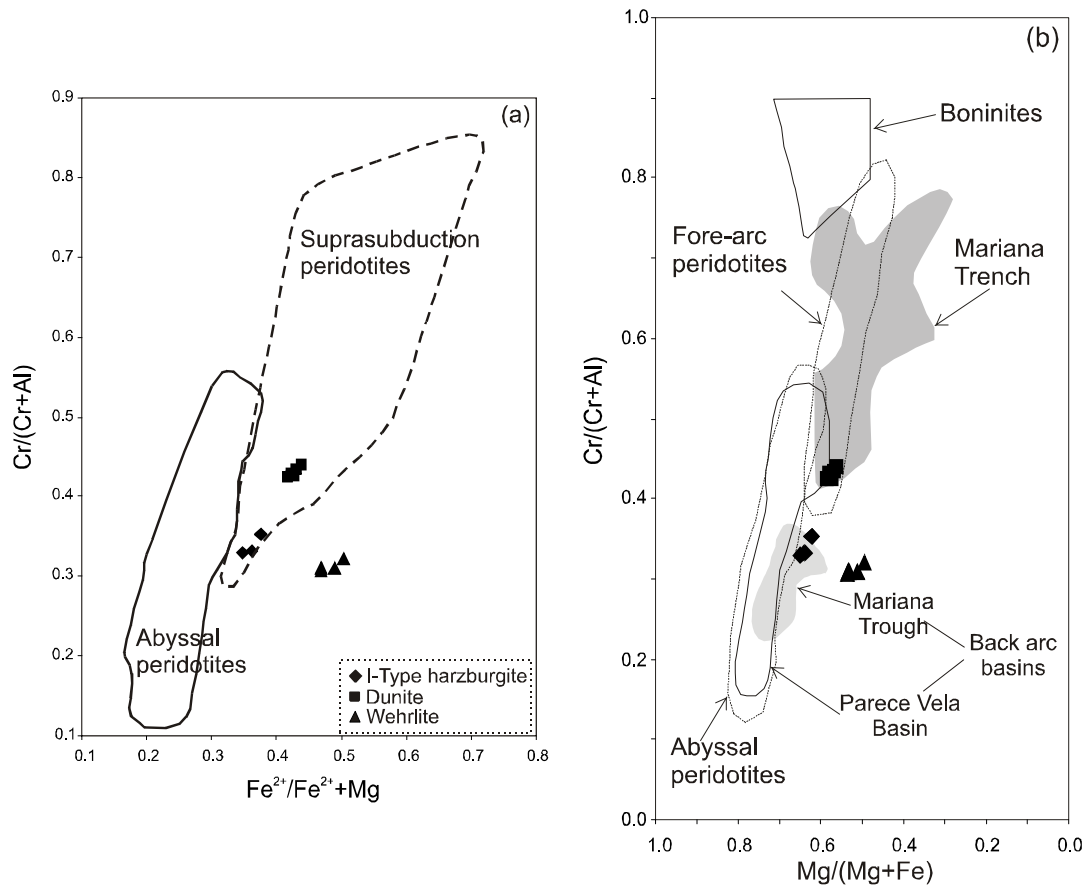 (a)
0.9
0.8
0.7
0.6
0.5
0.4
0.3
0.2
0.1
Cr/(Cr+Al)
Suprasubduction
peridotites
Abyssal
peridotites
I-Type harzburgite
Dunite
Wehrlite
0.1 0.2 0.3 0.4 0.5 0.6 0.7 0.8
Fe²⁺/Fe²⁺+Mg
(b)
1.0
0.8
0.6
0.4
0.2
0.0
Cr/(Cr+Al)
Boninites
Fore-arc
peridotites
Mariana
Trench
Mariana
Trough
Back arc
basins
Parece Vela
Basin
Abyssal
peridotites
1.0 0.8 0.6 0.4 0.2 0.0
Mg/(Mg+Fe)